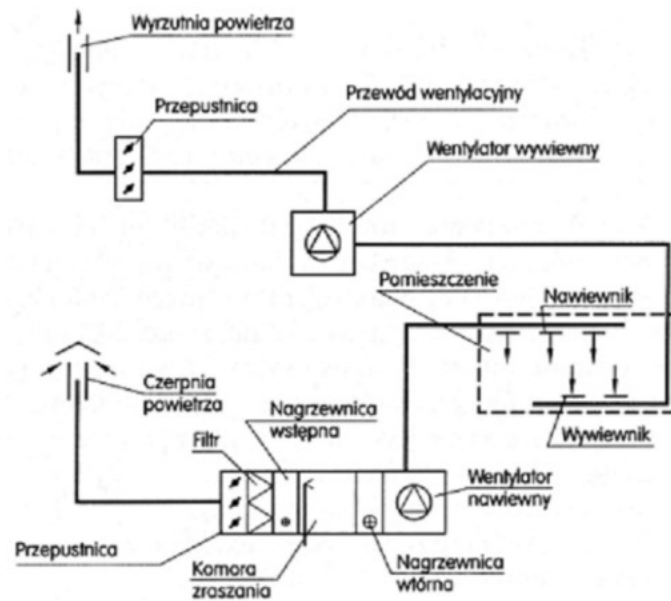 Wyrzutnia powietrza
Przepustnica
Przewód wentylacyjny
Wentylator wywiewny
Pomieszczenie
Nawiewnik
Czerpnia
powietrza
Nagrzewnica
wstępna
Filtr
Wywiewnik
Wentylator
nawiewny
Przepustnica
Komora
zraszania
Nagrzewnica
wtórna